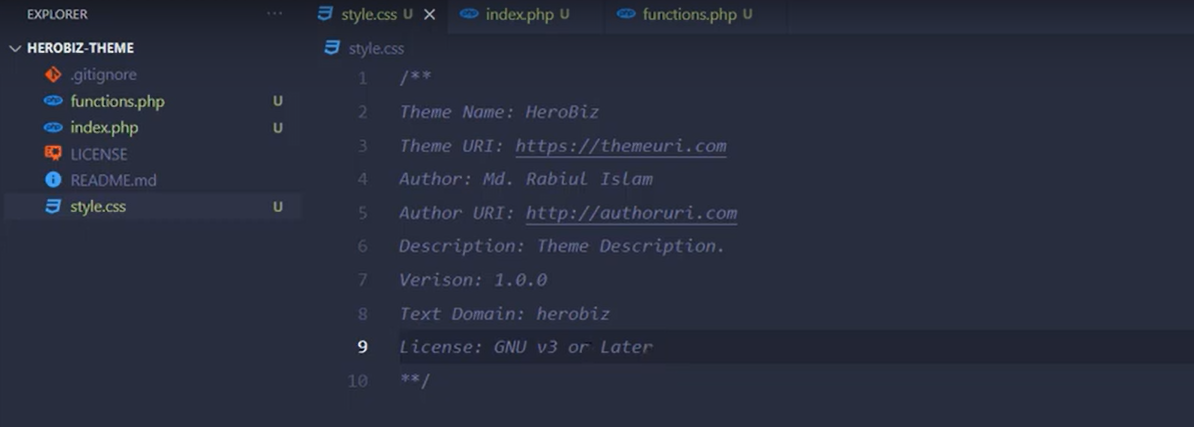 EXPLORER ...
HEROBIZ-THEME
.gitignore
functions.php U
index.php U
LICENSE
README.md
style.css U
style.css U index.php U functions.php U
style.css
1 /**
2 Theme Name: HeroBiz
3 Theme URI: https://themeuri.com
4 Author: Md. Rabiul Islam
5 Author URI: http://authoruri.com
6 Description: Theme Description.
7 Verison: 1.0.0
8 Text Domain: herobiz
9 License: GNU v3 or Later
10 **/